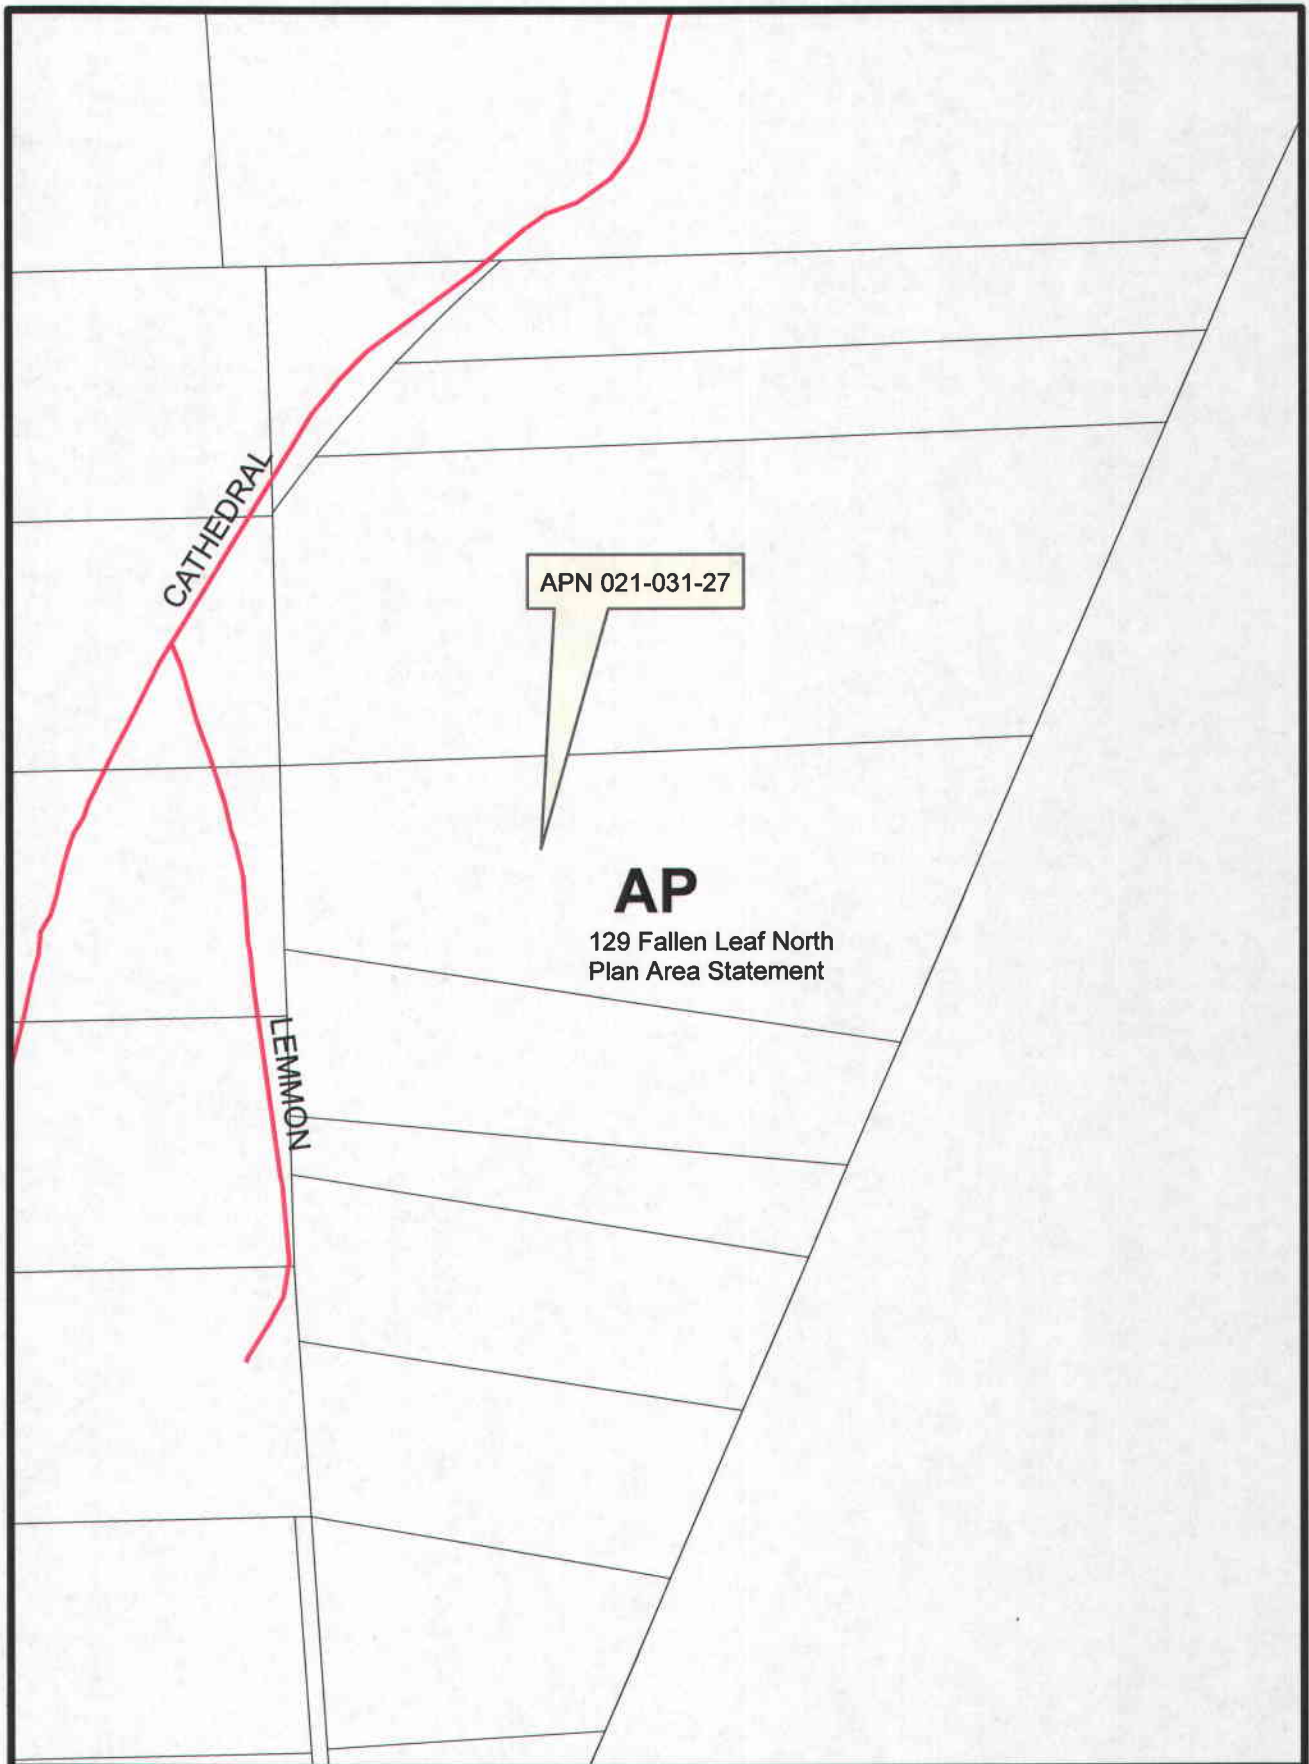 CATHEDRAL
APN 021-031-27
AP
129 Fallen Leaf North
Plan Area Statement
LEMMON